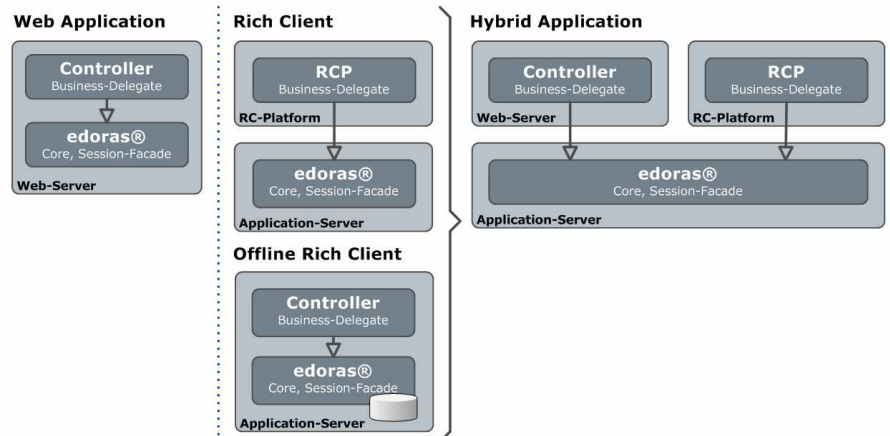 Web Application
Controller
Business-Delegate
edoras®
Core, Session-Facade
Web-Server
Rich Client
RCP
Business-Delegate
RC-Platform
edoras®
Core, Session-Facade
Application-Server
Offline Rich Client
Controller
Business-Delegate
edoras®
Core, Session-Facade
Application-Server
Hybrid Application
Controller
Business-Delegate
Web-Server
RCP
Business-Delegate
RC-Platform
edoras®
Core, Session-Facade
Application-Server